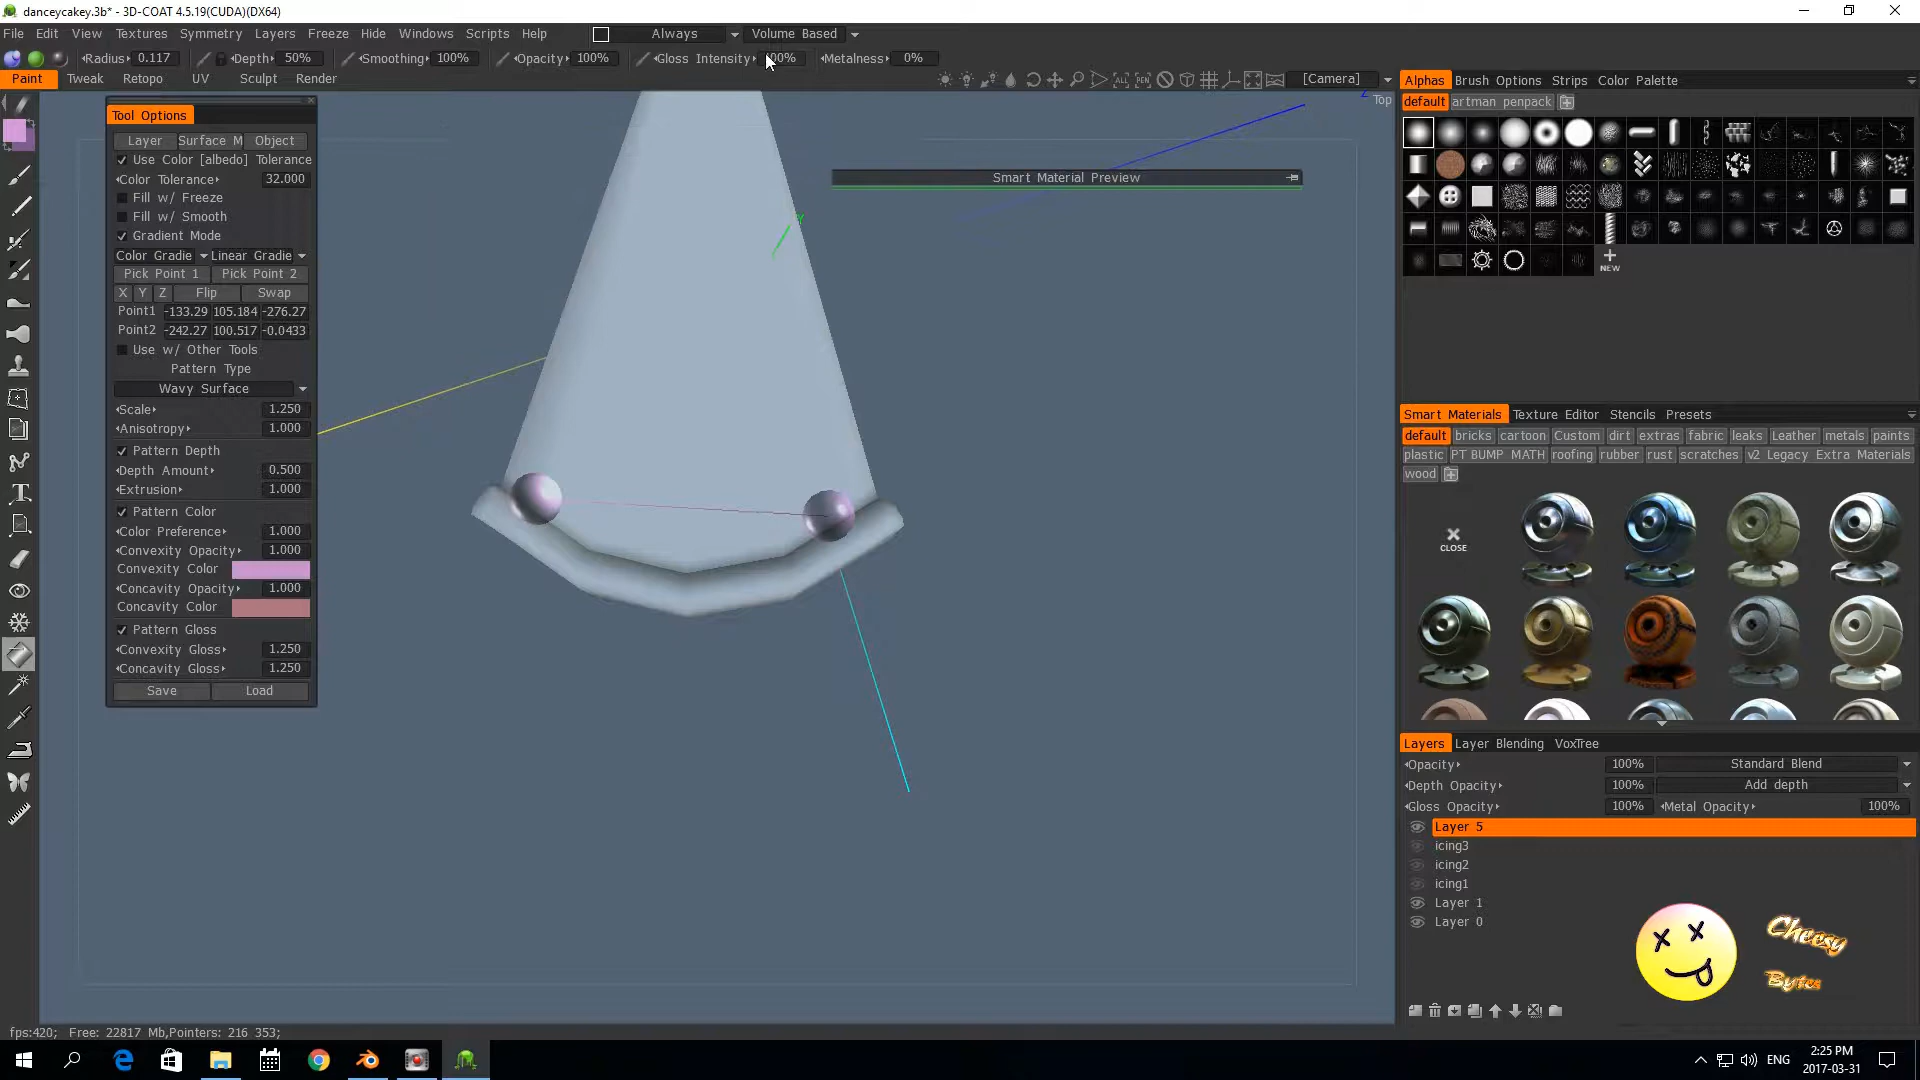 danceycakey.3b* - 3D-COAT 4.5.19(CUDA)(DX64)
File Edit View Textures Symmetry Layers Freeze Hide Windows Scripts Help Always Volume Based
Radius 0.117 Depth 50% Smoothing 100% Opacity 100% Gloss Intensity 100% Metalness 0%
Paint Tweak Retopo UV Sculpt Render [Camera]
Top
Tool Options
Layer Surface M Object
Use Color [albedo] Tolerance
Color Tolerance 32.000
Fill w/ Freeze
Fill w/ Smooth
Gradient Mode
Color Gradie Linear Gradie
Pick Point 1 Pick Point 2
X Y Z Flip Swap
Point1 -133.29 105.184 -276.27
Point2 -242.27 100.517 -0.0433
Use w/ Other Tools
Pattern Type
Wavy Surface
Scale 1.250
Anisotropy 1.000
Pattern Depth
Depth Amount 0.500
Extrusion 1.000
Pattern Color
Color Preference 1.000
Convexity Opacity 1.000
Convexity Color
Concavity Opacity 1.000
Concavity Color
Pattern Gloss
Convexity Gloss 1.250
Concavity Gloss 1.250
Save Load
Smart Material Preview
Y
Alphas Brush Options Strips Color Palette
default artman penpack
NEW
Smart Materials Texture Editor Stencils Presets
default bricks cartoon Custom dirt extras fabric leaks Leather metals paints
plastic PT BUMP MATH roofing rubber rust scratches v2 Legacy Extra Materials
wood
CLOSE
Layers Layer Blending VoxTree
Opacity 100% Standard Blend
Depth Opacity 100% Add depth
Gloss Opacity 100% Metal Opacity 100%
Layer 5
icing3
icing2
icing1
Layer 1
Layer 0
Cheesy
Bytes
fps:420; Free: 22817 Mb,Pointers: 216 353;
ENG
2:25 PM
2017-03-31